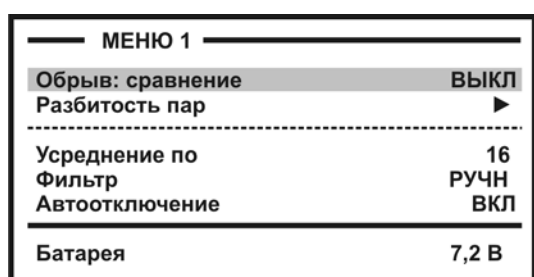 МЕНЮ 1
Обрыв: сравнение ВЫКЛ
Разбитость пар ►
Усреднение по 16
Фильтр РУЧН
Автоотключение ВКЛ
Батарея 7,2 В